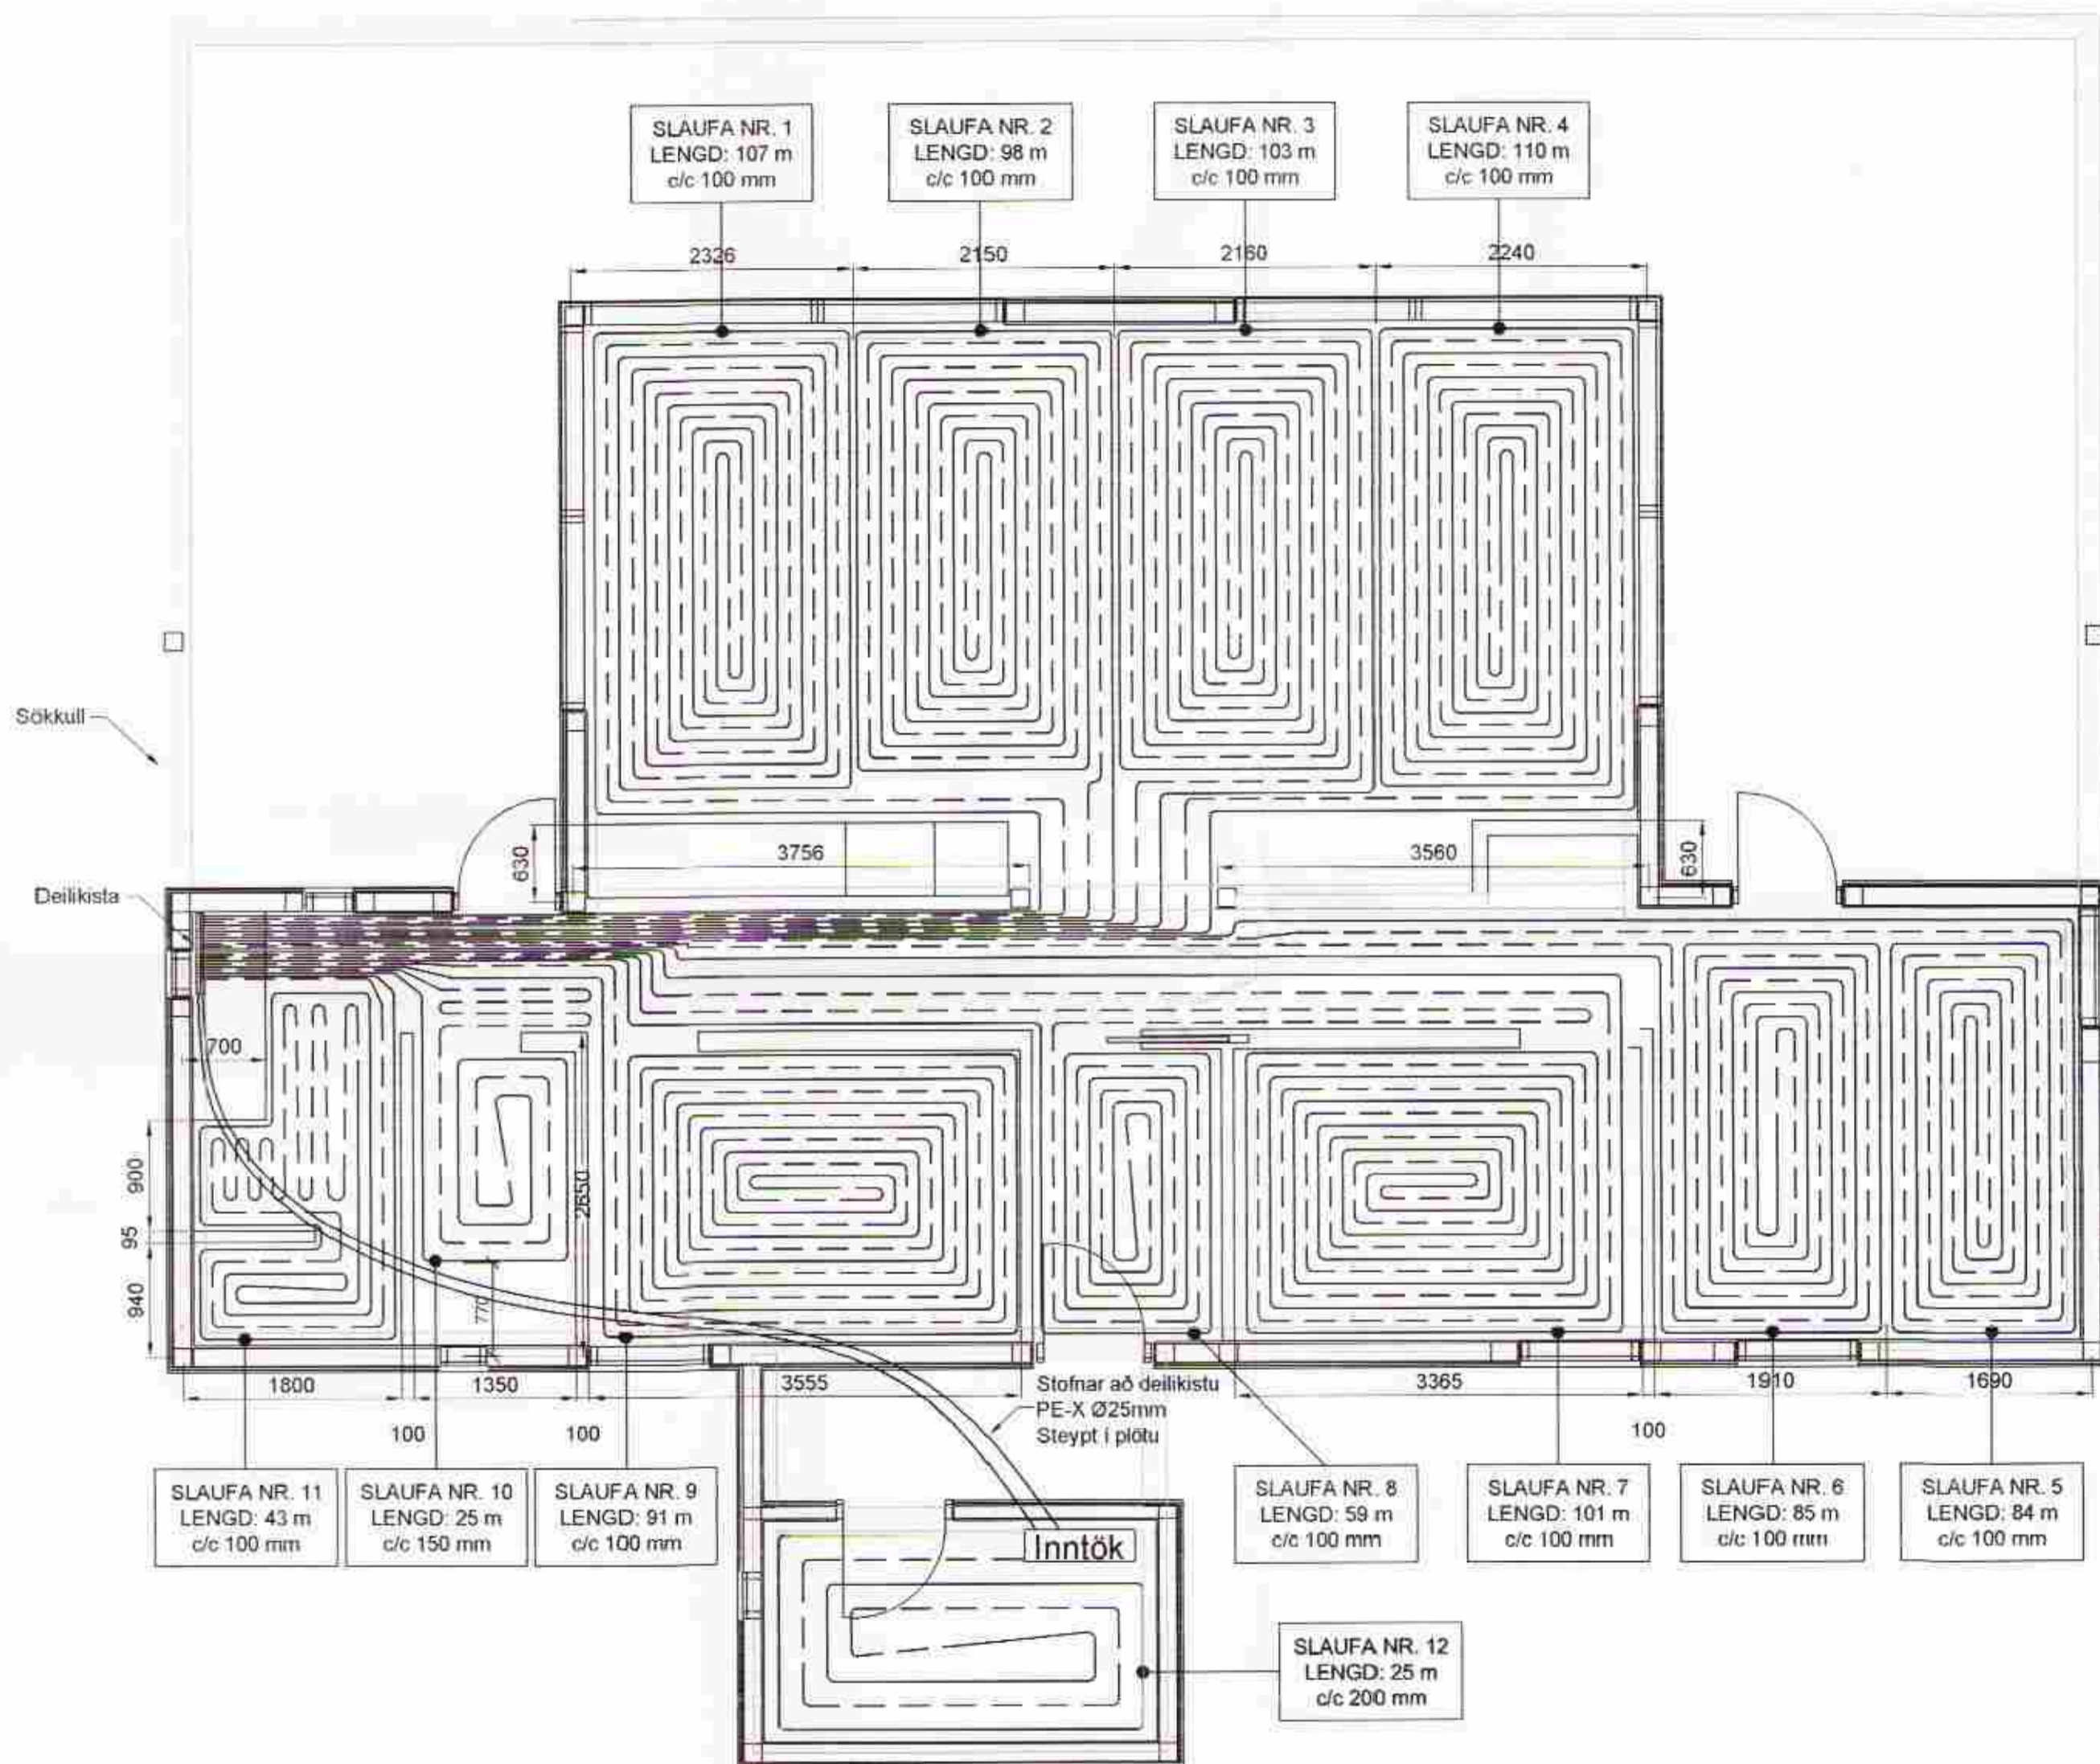 SLAUFA NR. 1
LENGD: 107 m
c/c 100 mm
SLAUFA NR. 2
LENGD: 98 m
c/c 100 mm
SLAUFA NR. 3
LENGD: 103 m
c/c 100 mm
SLAUFA NR. 4
LENGD: 110 m
c/c 100 mm
2326
2150
2160
2240
Sökkull
630
3756
3560
630
Deilikista
700
900
95
940
2650
770
1800
1350
3555
3365
1910
1690
100
100
100
Stofnar að deilikistu
PE-X Ø25mm
Steypt í plötu
SLAUFA NR. 11
LENGD: 43 m
c/c 100 mm
SLAUFA NR. 10
LENGD: 25 m
c/c 150 mm
SLAUFA NR. 9
LENGD: 91 m
c/c 100 mm
SLAUFA NR. 8
LENGD: 59 m
c/c 100 mm
SLAUFA NR. 7
LENGD: 101 m
c/c 100 mm
SLAUFA NR. 6
LENGD: 85 m
c/c 100 mm
SLAUFA NR. 5
LENGD: 84 m
c/c 100 mm
Inntök
SLAUFA NR. 12
LENGD: 25 m
c/c 200 mm